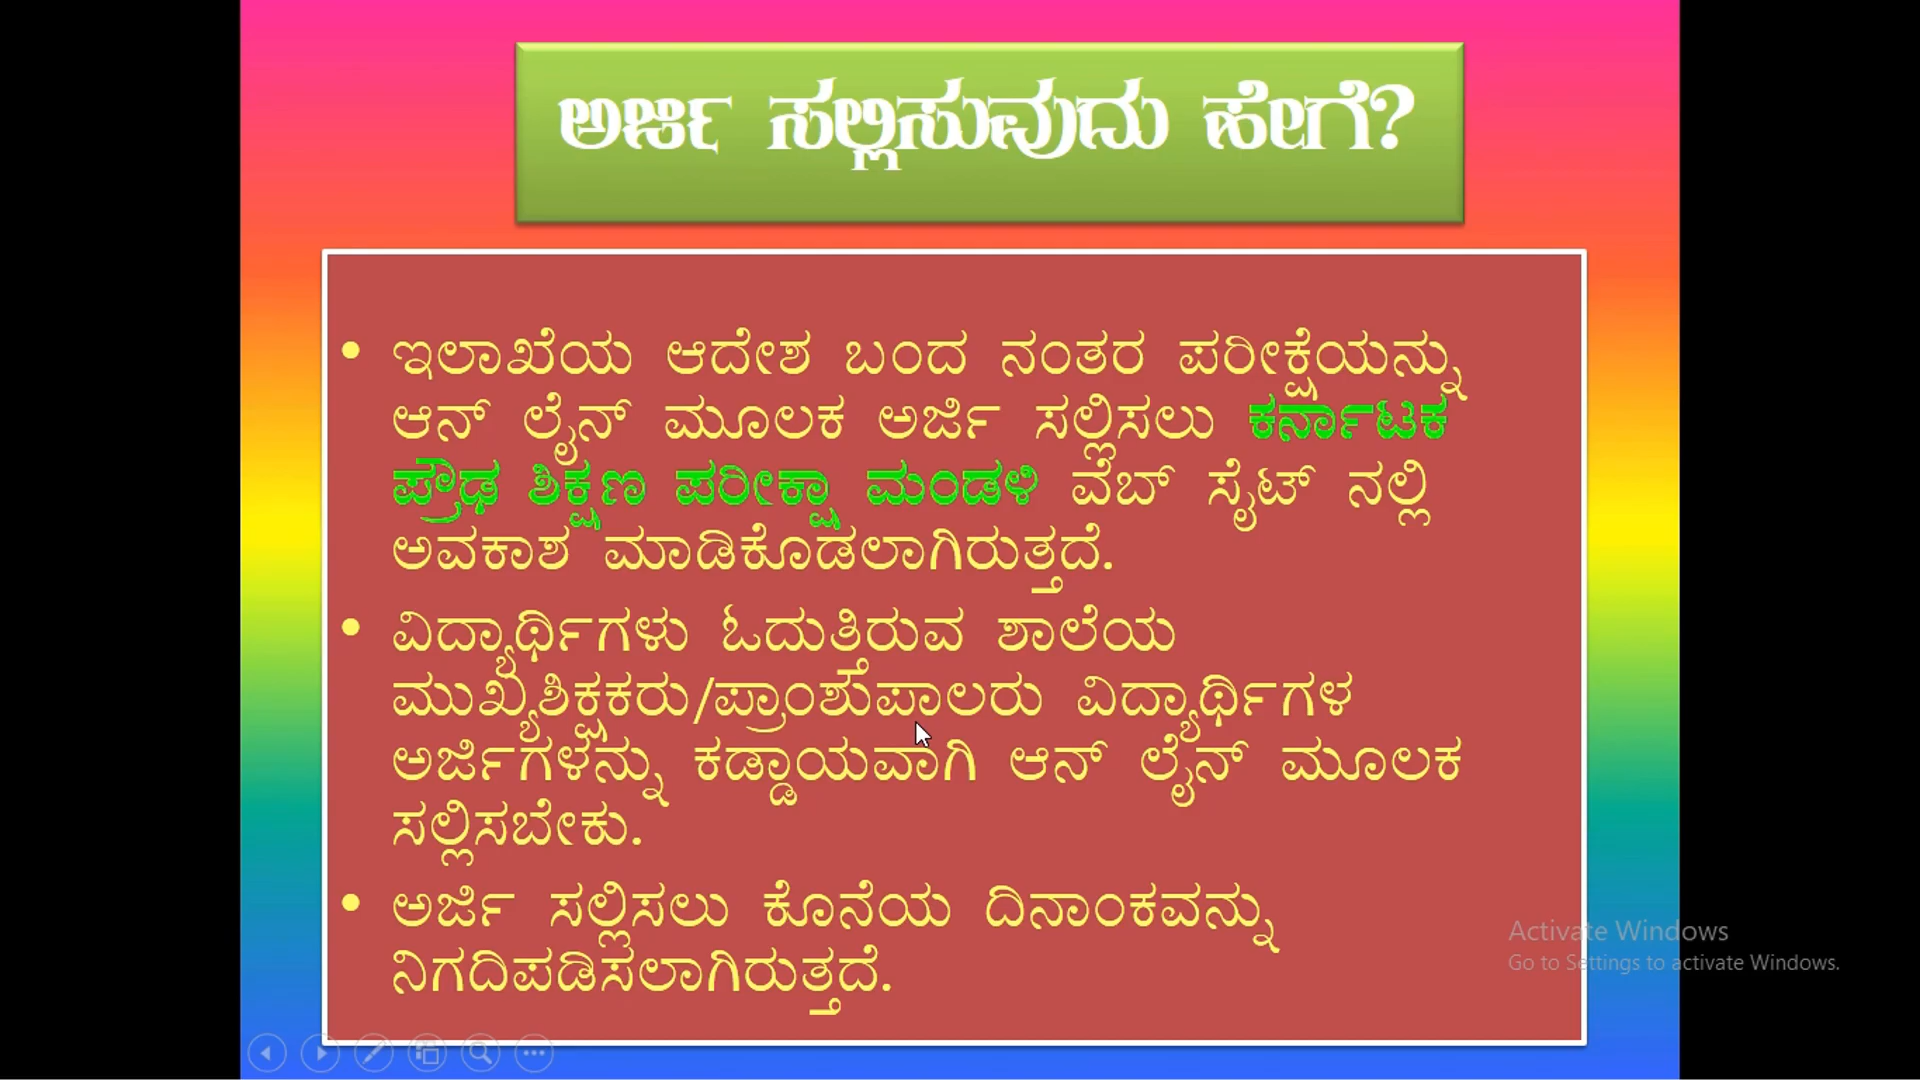 ಅರ್ಜಿ ಸಲ್ಲಿಸುವುದು ಹೇಗೆ?
• ಇಲಾಖೆಯ ಆದೇಶ ಬಂದ ನಂತರ ಪರೀಕ್ಷೆಯನ್ನು
ಆನ್ ಲೈನ್ ಮೂಲಕ ಅರ್ಜಿ ಸಲ್ಲಿಸಲು ಕರ್ನಾಟಕ
ಪ್ರೌಢ ಶಿಕ್ಷಣ ಪರೀಕ್ಷಾ ಮಂಡಳಿ ವೆಬ್ ಸೈಟ್ ನಲ್ಲಿ
ಅವಕಾಶ ಮಾಡಿಕೊಡಲಾಗಿರುತ್ತದೆ.
• ವಿದ್ಯಾರ್ಥಿಗಳು ಓದುತ್ತಿರುವ ಶಾಲೆಯ
ಮುಖ್ಯಶಿಕ್ಷಕರು/ಪ್ರಾಂಶುಪಾಲರು ವಿದ್ಯಾರ್ಥಿಗಳ
ಅರ್ಜಿಗಳನ್ನು ಕಡ್ಡಾಯವಾಗಿ ಆನ್ ಲೈನ್ ಮೂಲಕ
ಸಲ್ಲಿಸಬೇಕು.
• ಅರ್ಜಿ ಸಲ್ಲಿಸಲು ಕೊನೆಯ ದಿನಾಂಕವನ್ನು
ನಿಗದಿಪಡಿಸಲಾಗಿರುತ್ತದೆ.
Activate Windows
Go to Settings to activate Windows.